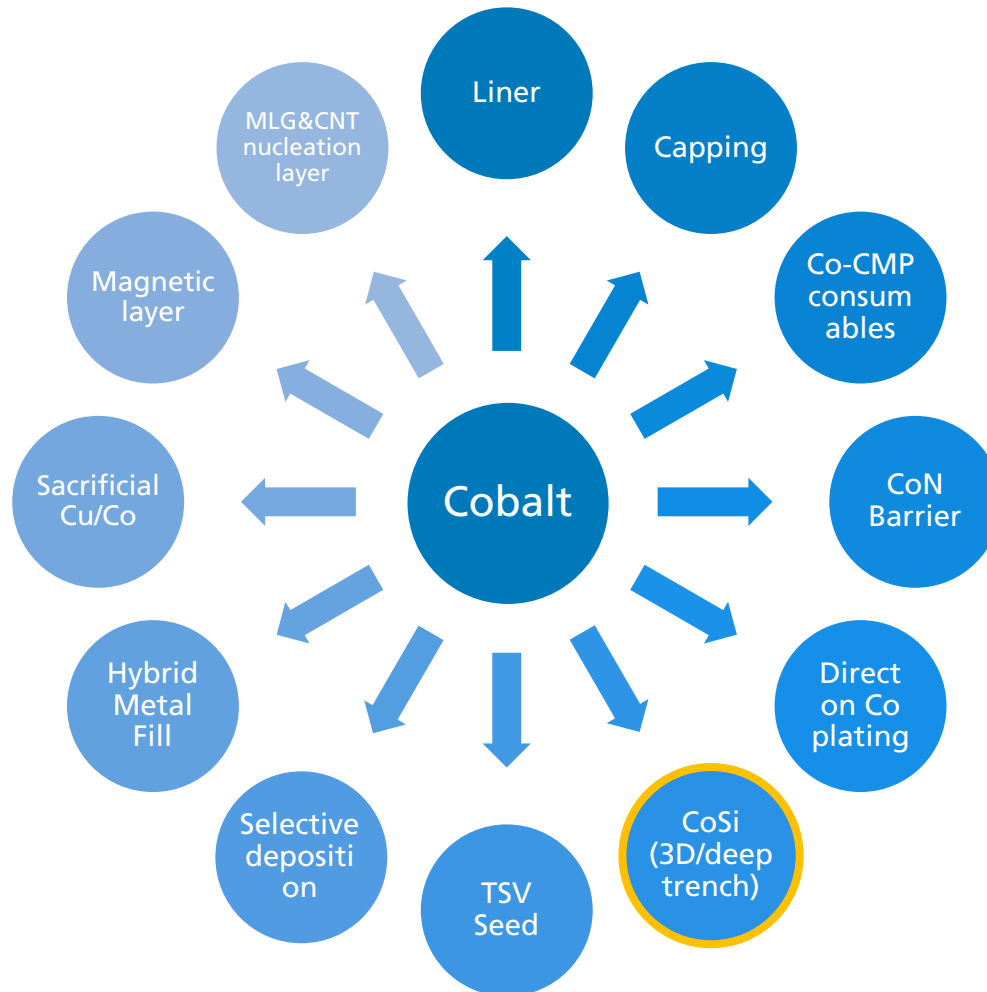 Liner
MLG&CNT
nucleation
layer
Capping
Magnetic
layer
Co-CMP
consum
ables
Sacrificial
Cu/Co
Cobalt
CoN
Barrier
Hybrid
Metal
Fill
Direct
on Co
plating
Selective
depositi
on
TSV
Seed
CoSi
(3D/deep
trench)